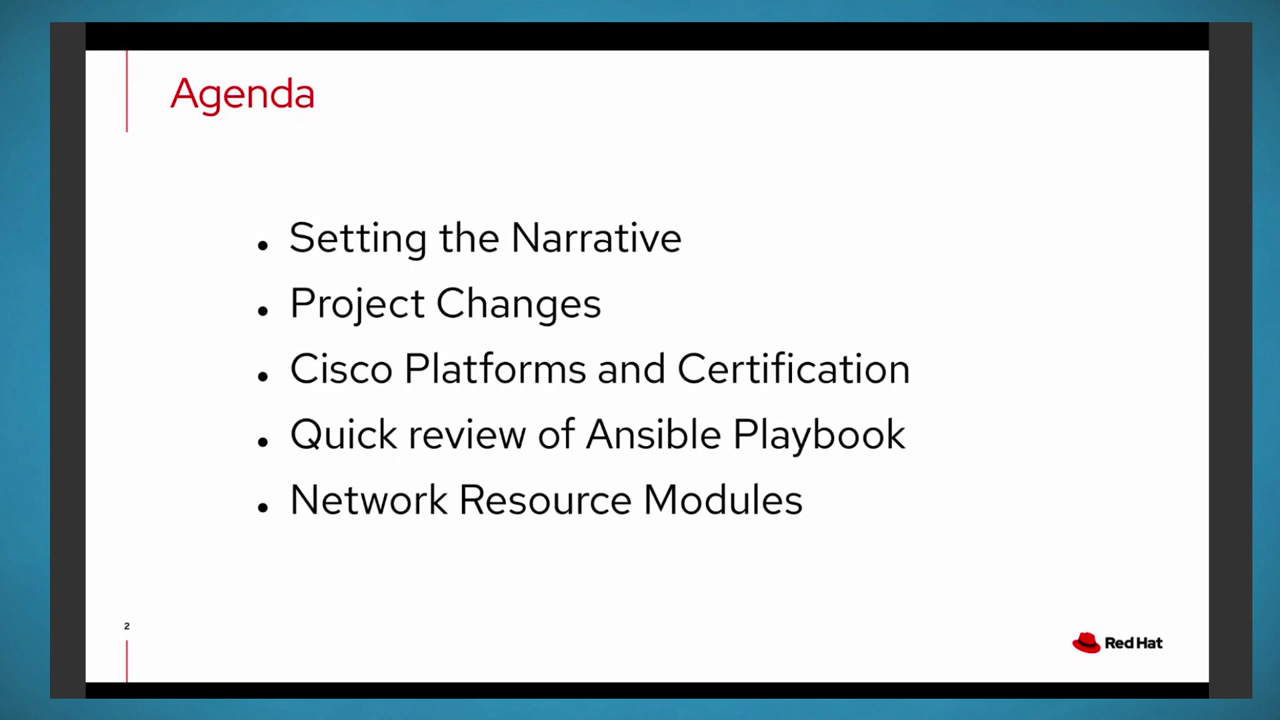 Agenda
• Setting the Narrative
• Project Changes
• Cisco Platforms and Certification
• Quick review of Ansible Playbook
• Network Resource Modules
2
Red Hat